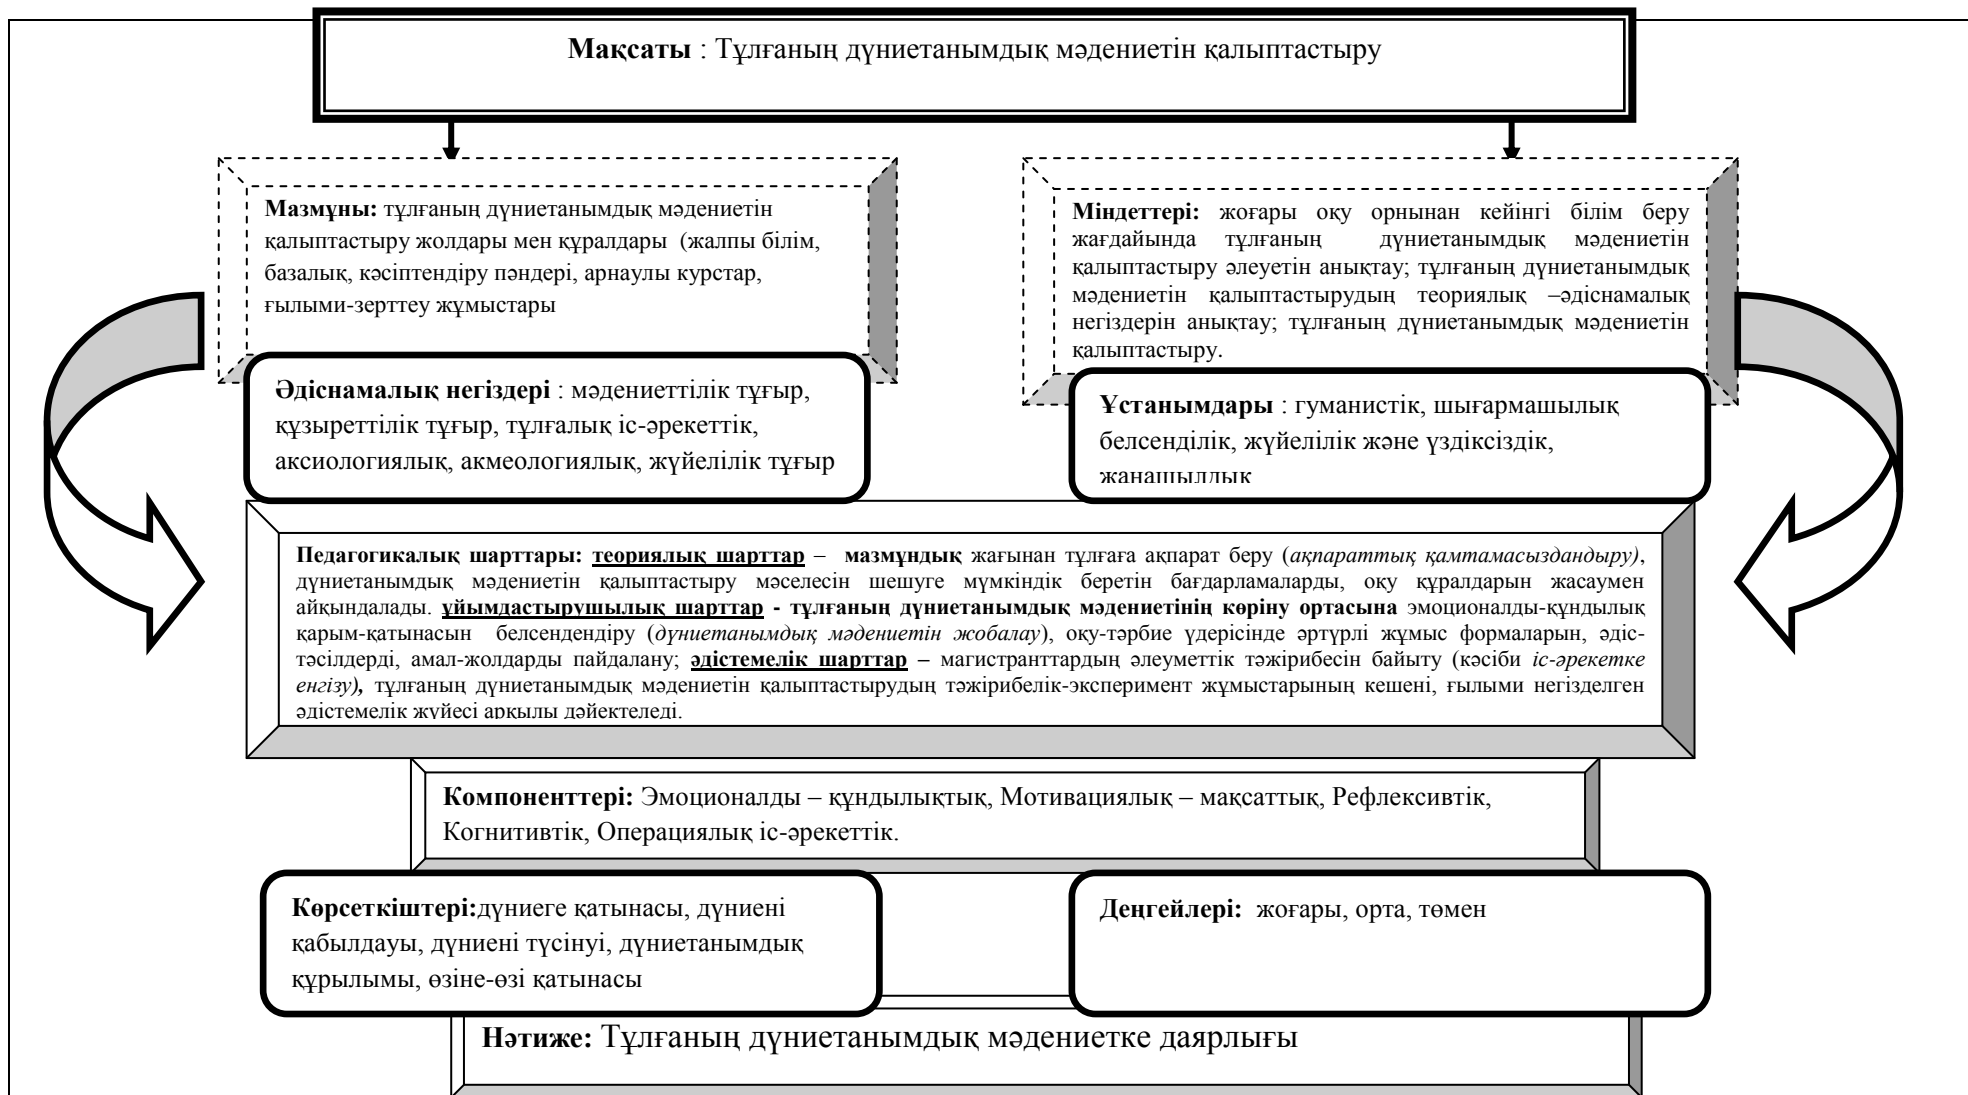 Мақсаты : Тұлғаның дүниетанымдық мәдениетін қалыптастыру
Мазмұны: тұлғаның дүниетанымдық мәдениетін
қалыптастыру жолдары мен құралдары (жалпы білім,
базалық, кәсіптендіру пәндері, арнаулы курстар,
ғылыми-зерттеу жұмыстары
Міндеттері: жоғары оқу орнынан кейінгі білім беру
жағдайында тұлғаның дүниетанымдық мәдениетін
қалыптастыру әлеуетін анықтау; тұлғаның дүниетанымдық
мәдениетін қалыптастырудың теориялық –әдіснамалық
негіздерін анықтау; тұлғаның дүниетанымдық мәдениетін
қалыптастыру.
Әдіснамалық негіздері : мәдениеттілік тұғыр,
құзыреттілік тұғыр, тұлғалық іс-әрекеттік,
аксиологиялық, акмеологиялық, жүйелілік тұғыр
Ұстанымдары : гуманистік, шығармашылық
белсенділік, жүйелілік және үздіксіздік,
жаңашылдық
Педагогикалық шарттары: теориялық шарттар – мазмұндық жағынан тұлғаға ақпарат беру (ақпараттық қамтамасыздандыру),
дүниетанымдық мәдениетін қалыптастыру мәселесін шешуге мүмкіндік беретін бағдарламаларды, оқу құралдарын жасаумен
айқындалады. ұйымдастырушылық шарттар - тұлғаның дүниетанымдық мәдениетінің көріну ортасына эмоционалды-құндылық
қарым-қатынасын белсендендіру (дүниетанымдық мәдениетін жобалау), оқу-тәрбие үдерісінде әртүрлі жұмыс формаларын, әдіс-
тәсілдерді, амал-жолдарды пайдалану; әдістемелік шарттар – магистранттардың әлеуметтік тәжірибесін байыту (кәсіби іс-әрекетке
енгізу), тұлғаның дүниетанымдық мәдениетін қалыптастырудың тәжірибелік-эксперимент жұмыстарының кешені, ғылыми негізделген
әдістемелік жүйесі арқылы дәйектеледі.
Компоненттері: Эмоционалды – құндылықтық, Мотивациялық – мақсаттық, Рефлексивтік,
Когнитивтік, Операциялық іс-әрекеттік.
Көрсеткіштері:дүниеге қатынасы, дүниені
қабылдауы, дүниені түсінуі, дүниетанымдық
құрылымы, өзіне-өзі қатынасы
Деңгейлері: жоғары, орта, төмен
Нәтиже: Тұлғаның дүниетанымдық мәдениетке даярлығы